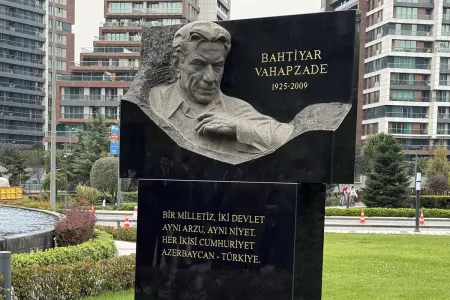 BAHTİYAR
VAHAPZADE
1925-2009
BİR MİLLETİZ, İKİ DEVLET
AYNI ARZU, AYNI NİYET.
HER İKİSİ CUMHURİYET
AZERBAYCAN - TÜRKİYE.